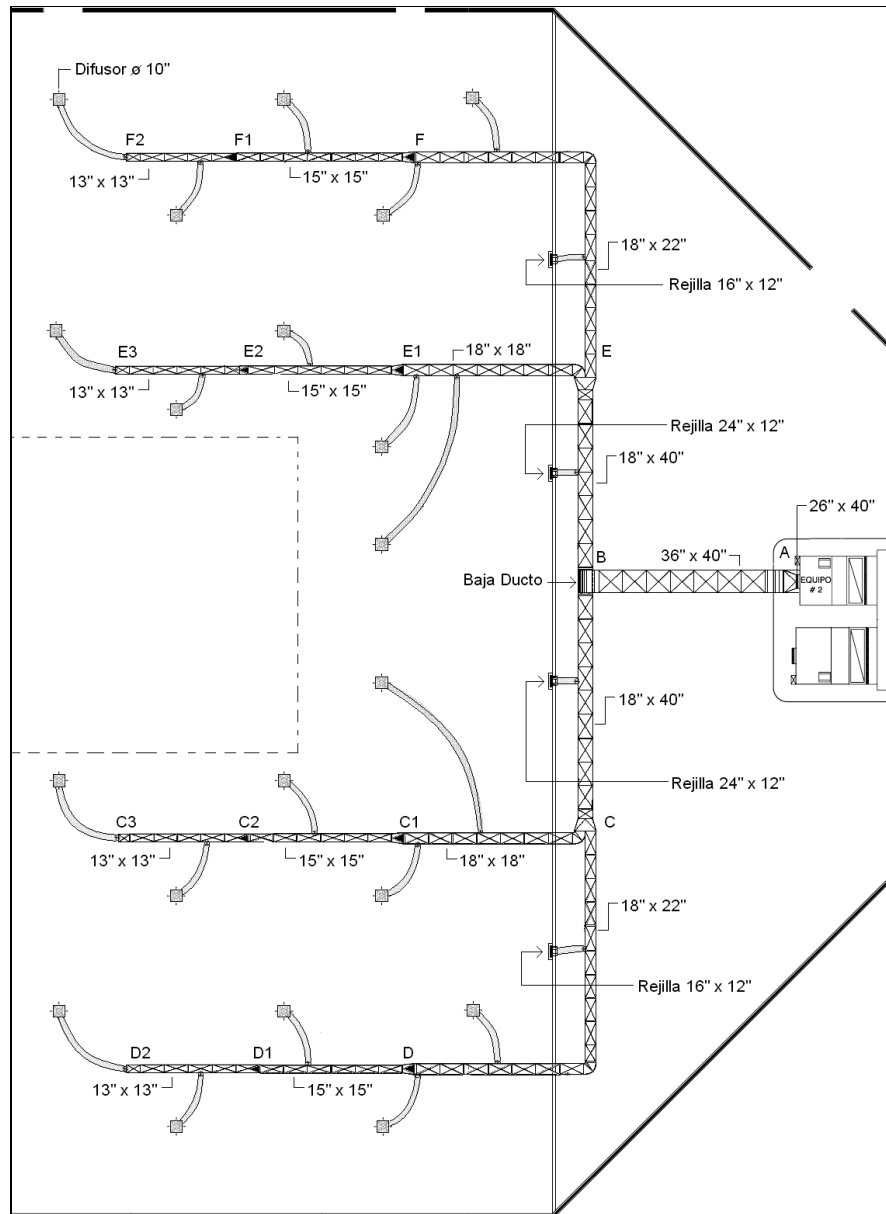 Difusor ø 10"
F2
F1
F
13" x 13"
15" x 15"
18" x 22"
Rejilla 16" x 12"
E3
E2
E1
18" x 18"
E
13" x 13"
15" x 15"
Rejilla 24" x 12"
18" x 40"
26" x 40"
B
36" x 40"
A
Baja Ducto
EQUIPO
# 2
18" x 40"
Rejilla 24" x 12"
C3
C2
C1
C
13" x 13"
15" x 15"
18" x 18"
18" x 22"
Rejilla 16" x 12"
D2
D1
D
13" x 13"
15" x 15"